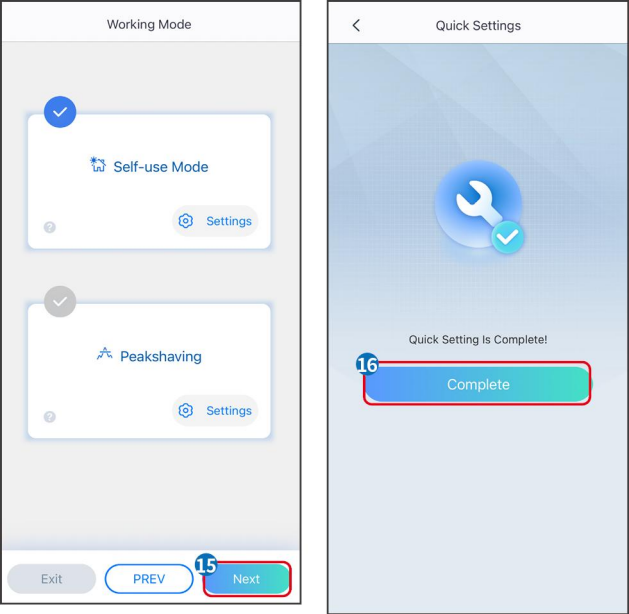 Working Mode
Self-use Mode
?
Settings
Peakshaving
?
Settings
Exit
PREV
15
Next
Quick Settings
Quick Setting Is Complete!
16
Complete